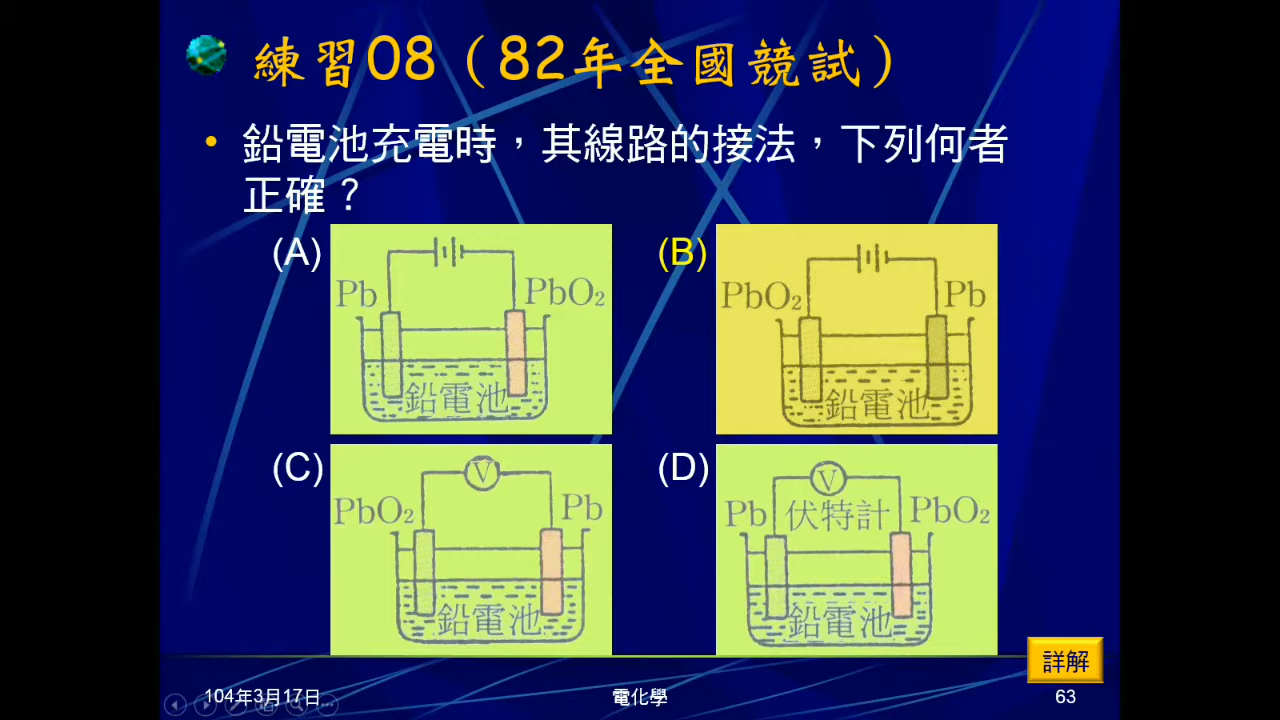 練習08（82年全國競試）
• 鉛電池充電時，其線路的接法，下列何者
正確？
(A)
Pb
PbO₂
鉛電池
(B)
PbO₂
Pb
鉛電池
(C)
V
PbO₂
Pb
鉛電池
(D)
V
Pb
伏特計
PbO₂
鉛電池
詳解
104年3月17日
電化學
63